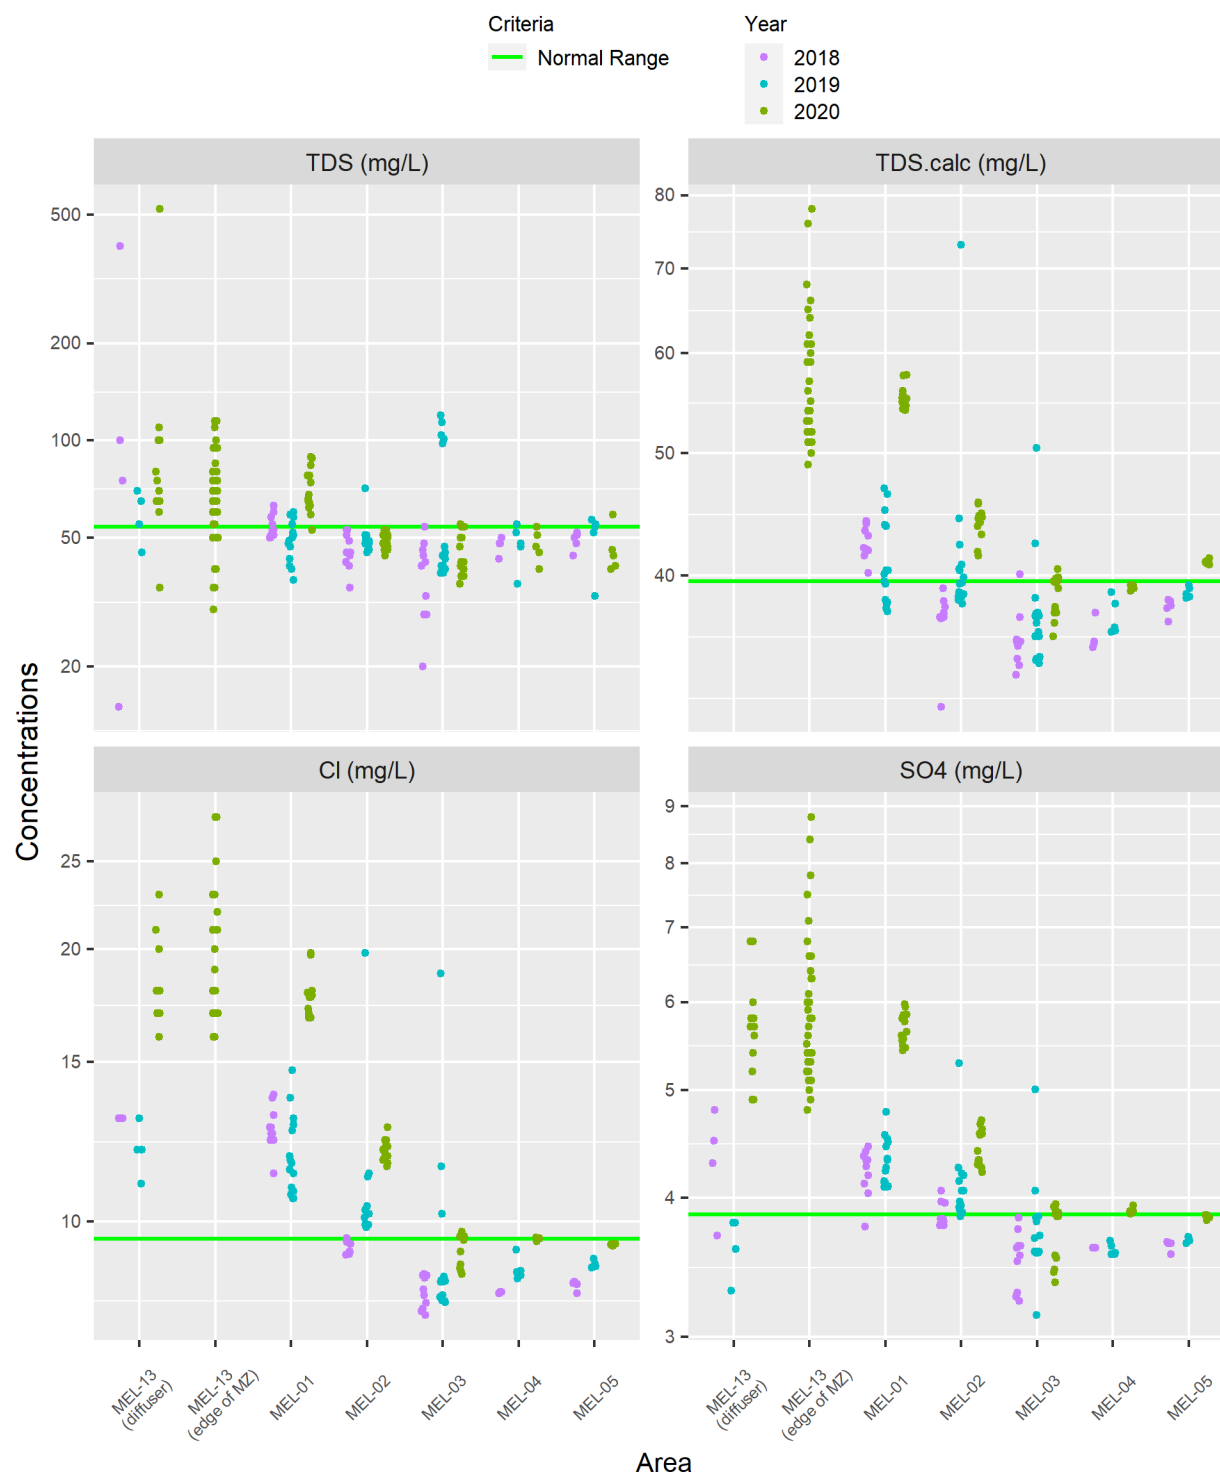 Criteria
Normal Range
Year
2018
2019
2020
TDS (mg/L)
500
200
100
50
20
TDS.calc (mg/L)
80
70
60
50
40
Concentrations
Cl (mg/L)
25
20
15
10
SO4 (mg/L)
9
8
7
6
5
4
3
MEL-13
(diffuser)
MEL-13
(edge of MZ)
MEL-01
MEL-02
MEL-03
MEL-04
MEL-05
MEL-13
(diffuser)
MEL-13
(edge of MZ)
MEL-01
MEL-02
MEL-03
MEL-04
MEL-05
Area